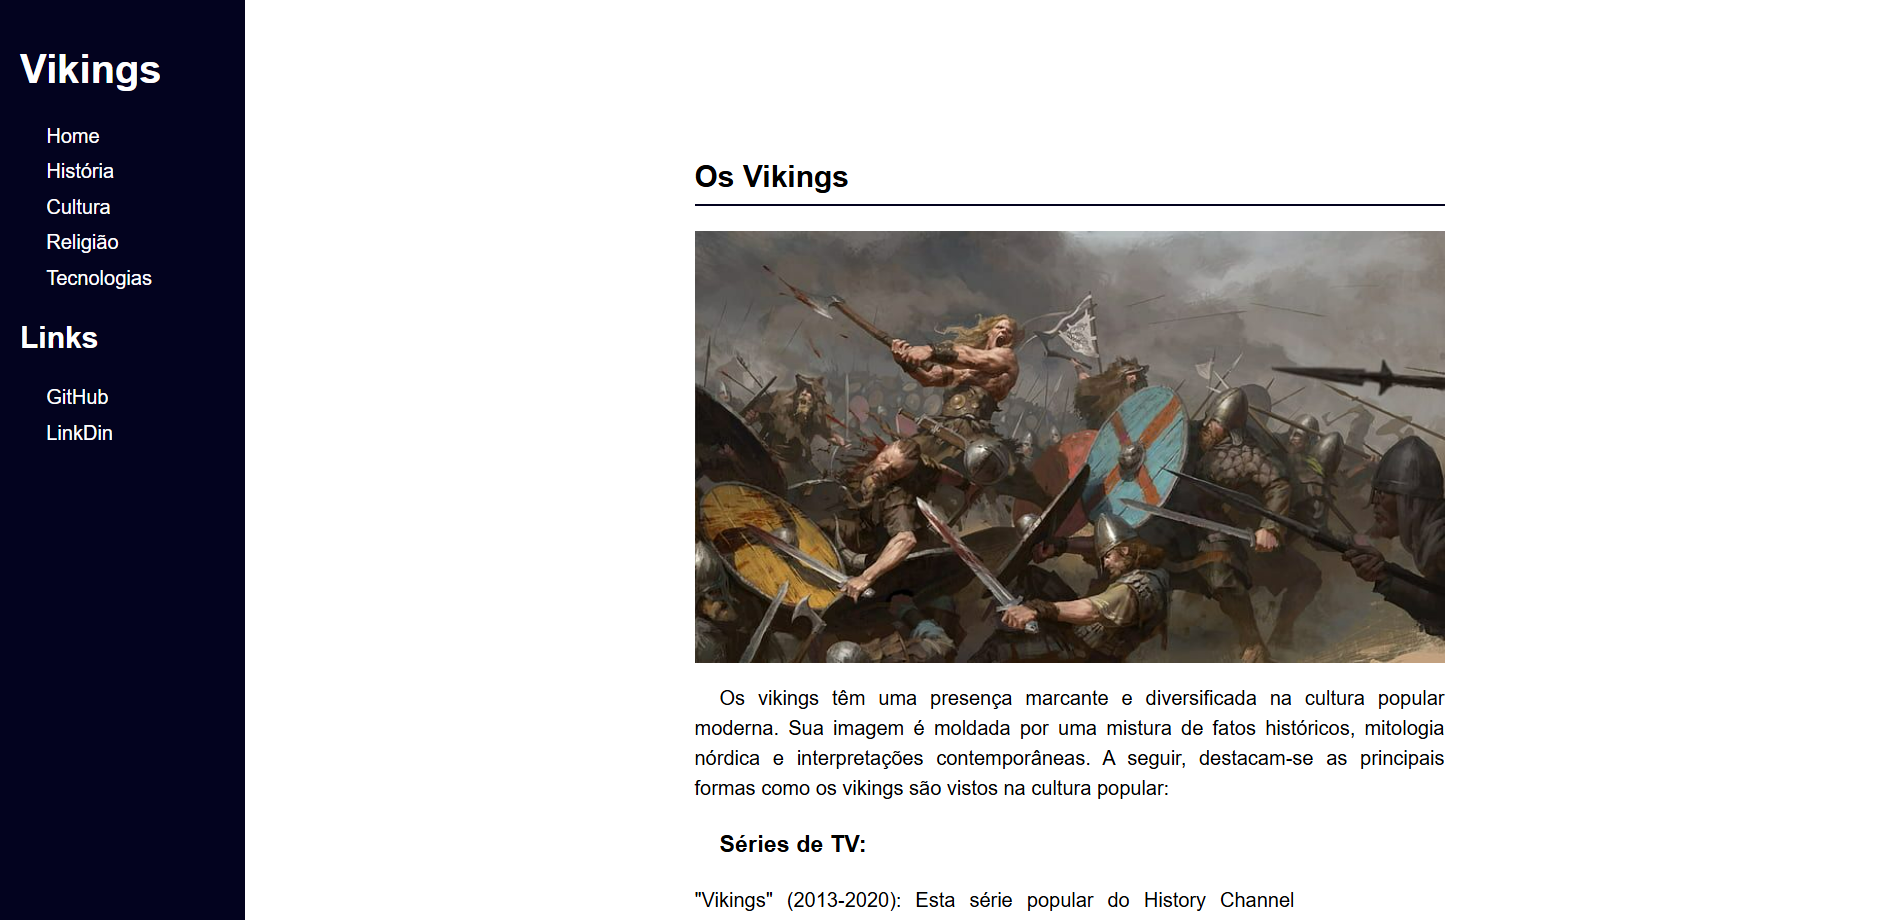 Vikings
Home
História
Cultura
Religião
Tecnologias
Links
GitHub
LinkDin
Os Vikings
Os vikings têm uma presença marcante e diversificada na cultura popular
moderna. Sua imagem é moldada por uma mistura de fatos históricos, mitologia
nórdica e interpretações contemporâneas. A seguir, destacam-se as principais
formas como os vikings são vistos na cultura popular:
Séries de TV:
"Vikings" (2013-2020): Esta série popular do History Channel